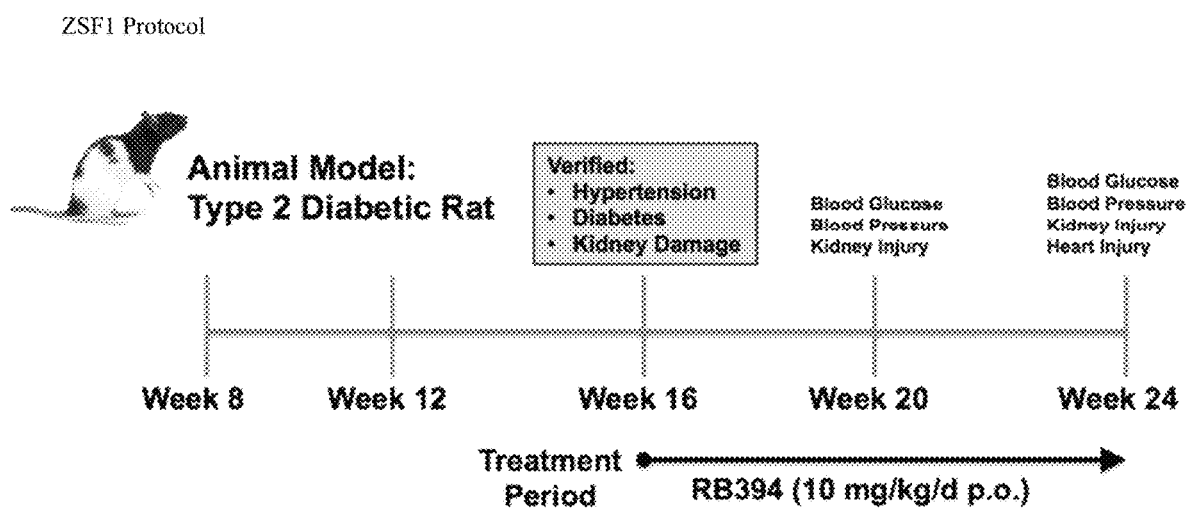 ZSF1 Protocol
Animal Model:
Type 2 Diabetic Rat
Verified:
• Hypertension
• Diabetes
• Kidney Damage
Blood Glucose
Blood Pressure
Kidney Injury
Blood Glucose
Blood Pressure
Kidney Injury
Heart Injury
Week 8
Week 12
Week 16
Week 20
Week 24
Treatment
Period
RB394 (10 mg/kg/d p.o.)